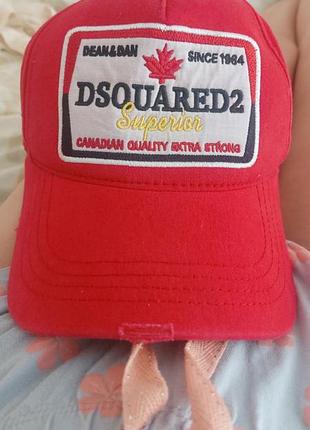 DEAN&DAN SINCE 1964
DSQUARED2
Superior
CANADIAN QUALITY EXTRA STRONG